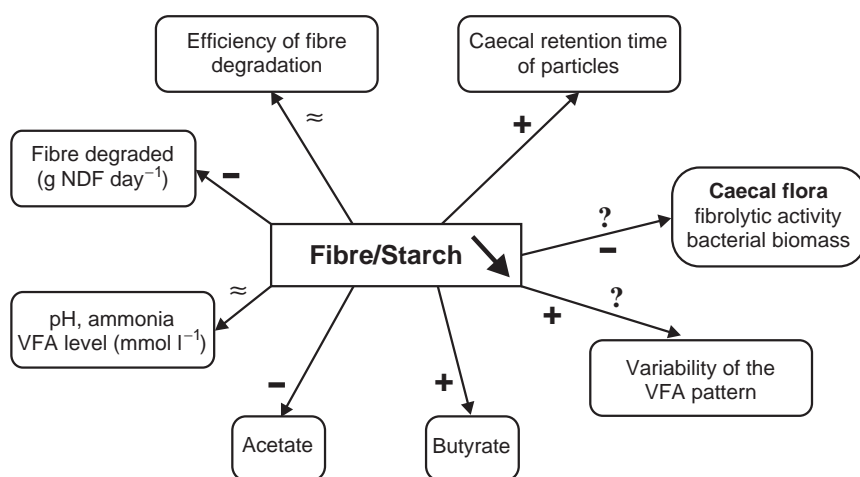 Efficiency of fibre
degradation
Caecal retention time
of particles
≈
+
Fibre degraded
(g NDF day⁻¹)
−
Caecal flora
fibrolytic activity
bacterial biomass
?
−
Fibre/Starch
pH, ammonia
VFA level (mmol l⁻¹)
≈
?
+
Variability of the
VFA pattern
−
+
Acetate
Butyrate